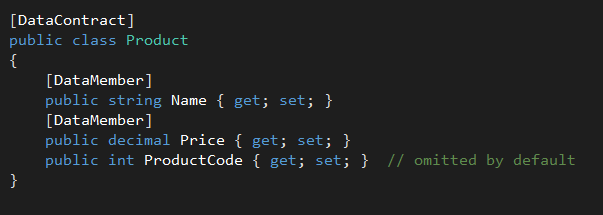 [DataContract]
public class Product
{
    [DataMember]
    public string Name { get; set; }
    [DataMember]
    public decimal Price { get; set; }
    public int ProductCode { get; set; }  // omitted by default
}